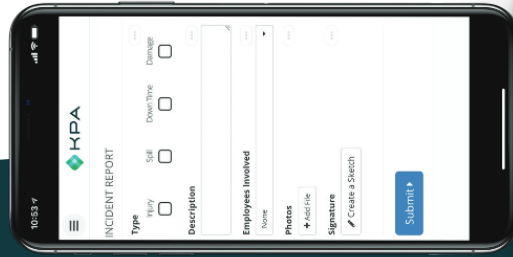 10:53
KPA
INCIDENT REPORT
Type
Injury Spill Down Time Damage
Description
Employees Involved
None
Photos
+ Add File
Signature
Create a Sketch
Submit